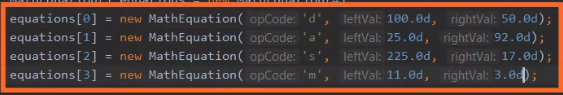 equations[0] = new MathEquation( opCode: 'd', leftVal: 100.0d, rightVal: 50.0d);
equations[1] = new MathEquation( opCode: 'a', leftVal: 25.0d, rightVal: 92.0d);
equations[2] = new MathEquation( opCode: 's', leftVal: 225.0d, rightVal: 17.0d);
equations[3] = new MathEquation( opCode: 'm', leftVal: 11.0d, rightVal: 3.0d);